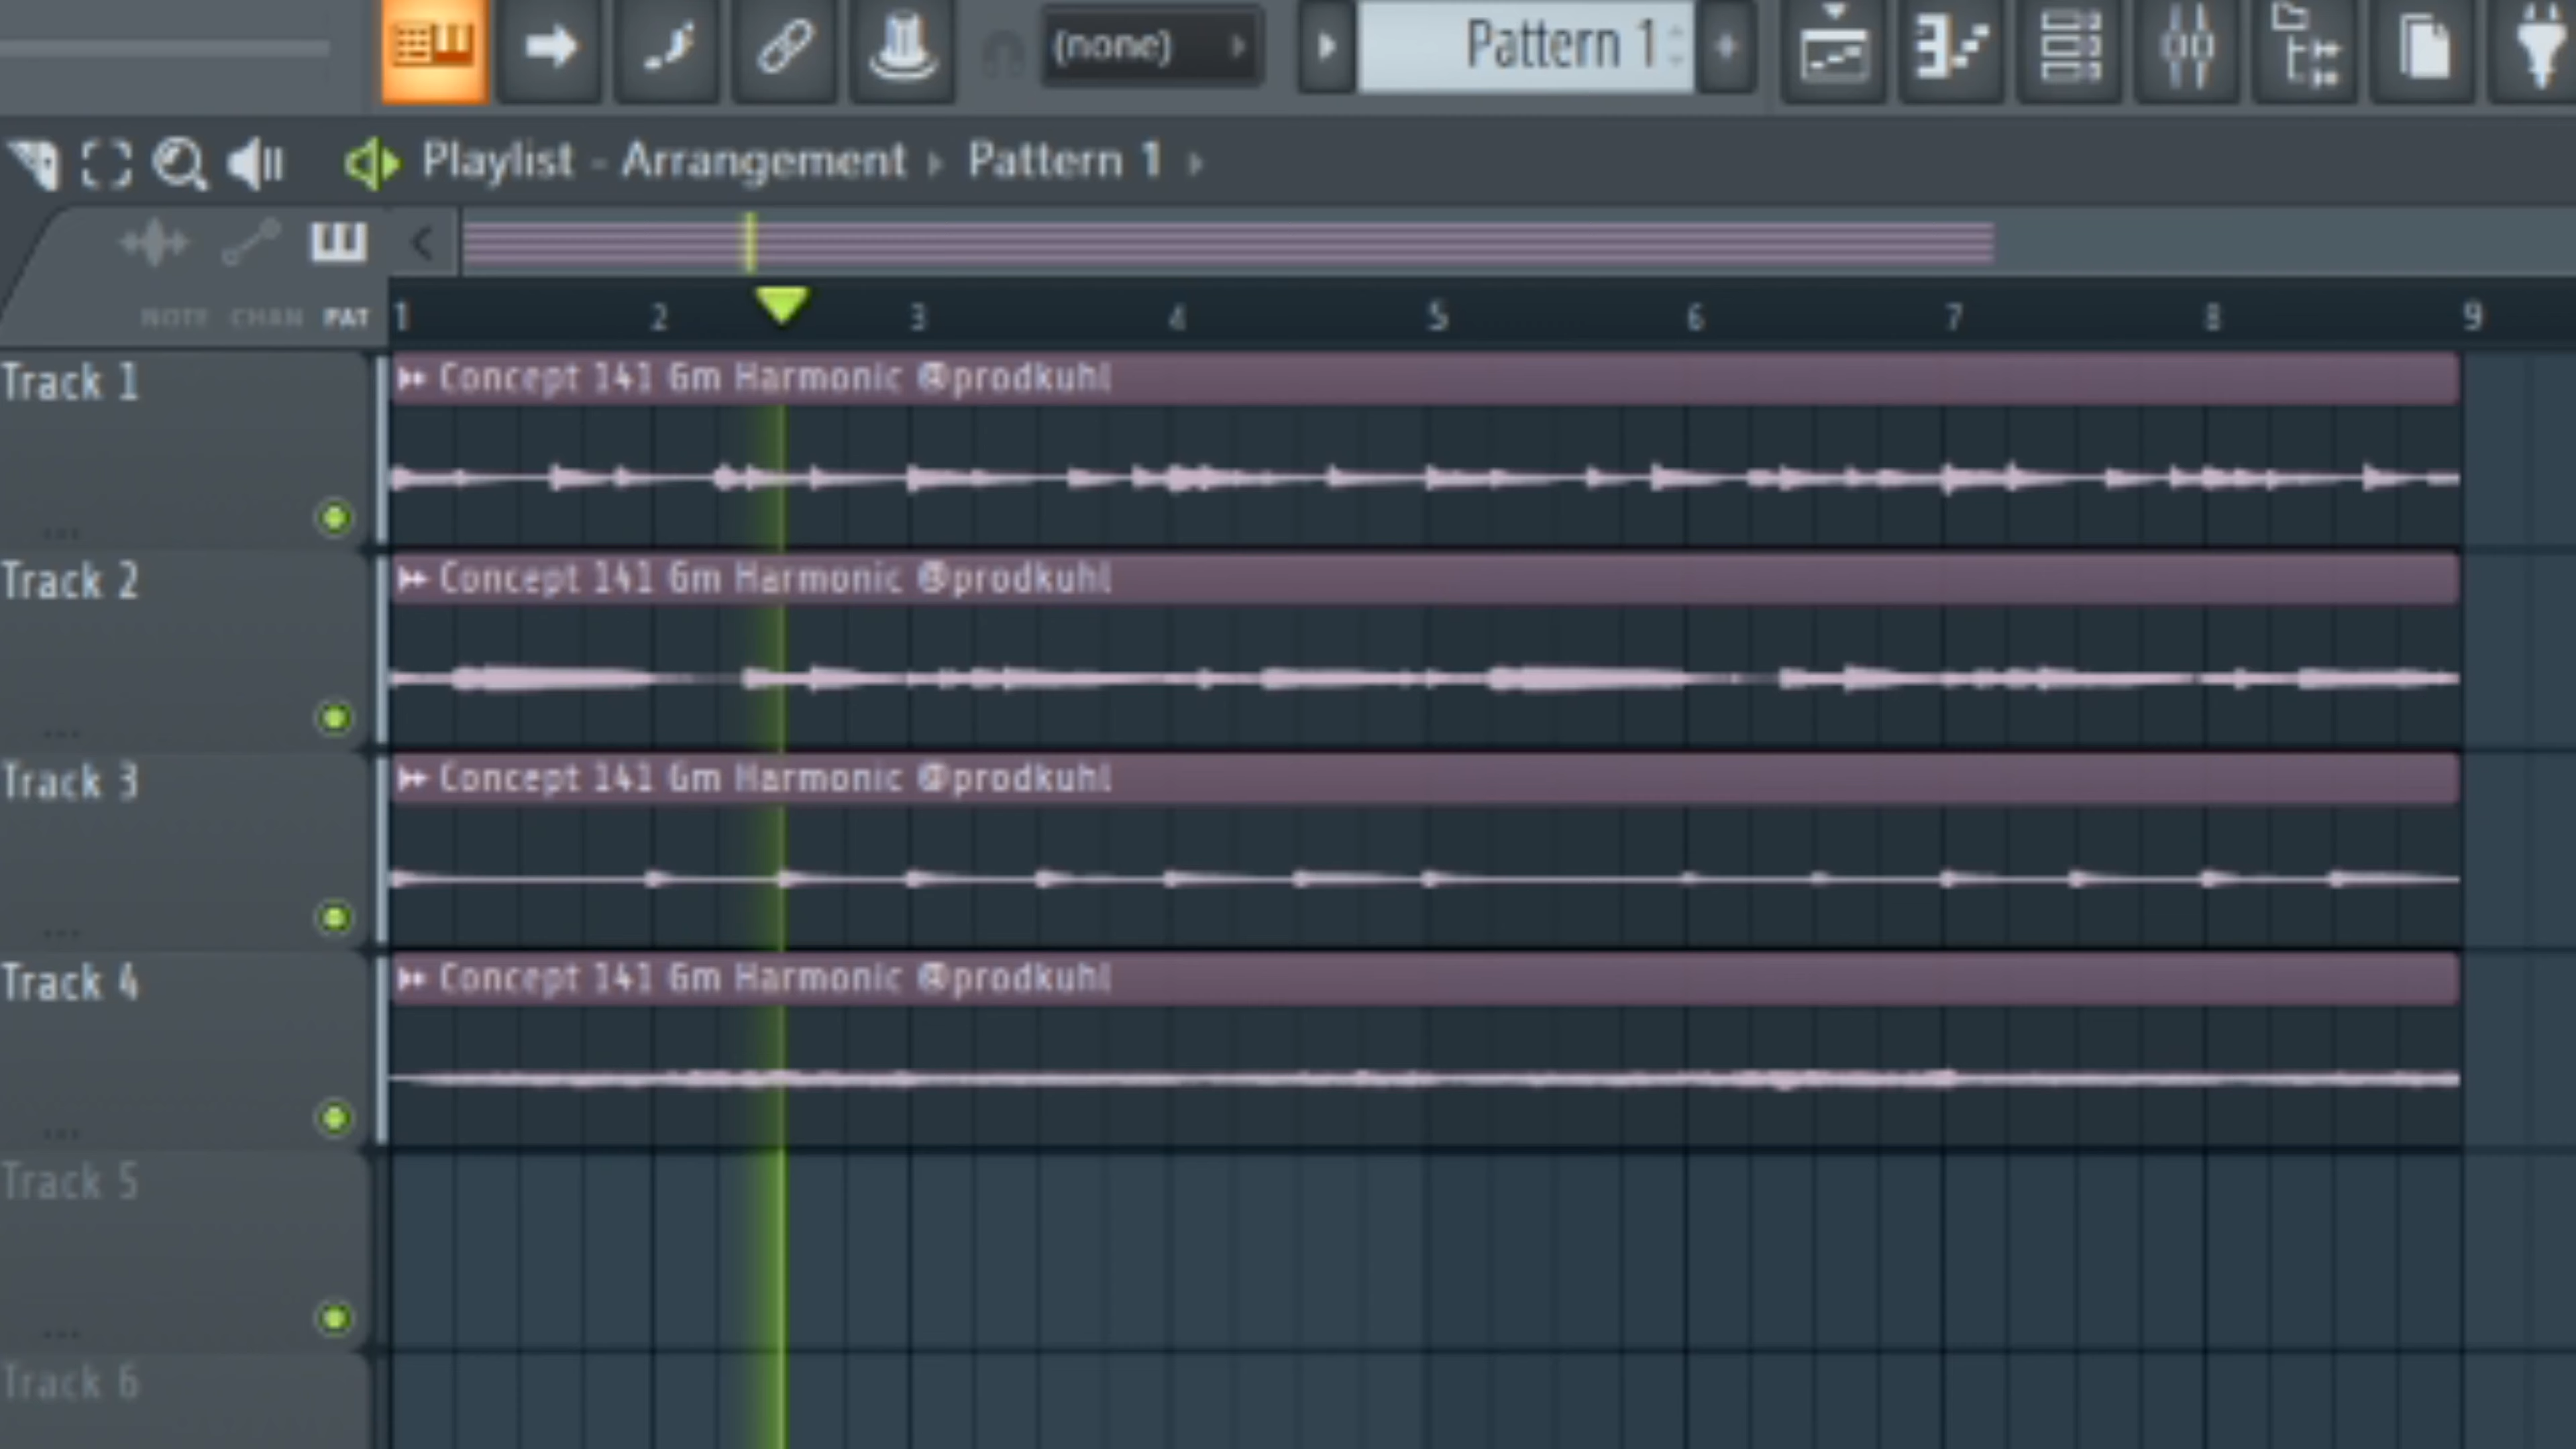 (none)
Pattern 1
Playlist - Arrangement Pattern 1
NOTE CHAN PAT
1 2 3 4 5 6 7 8 9
Track 1
Concept 141 Gm Harmonic @prodkuhl
Track 2
Concept 141 Gm Harmonic @prodkuhl
Track 3
Concept 141 Gm Harmonic @prodkuhl
Track 4
Concept 141 Gm Harmonic @prodkuhl
Track 5
Track 6